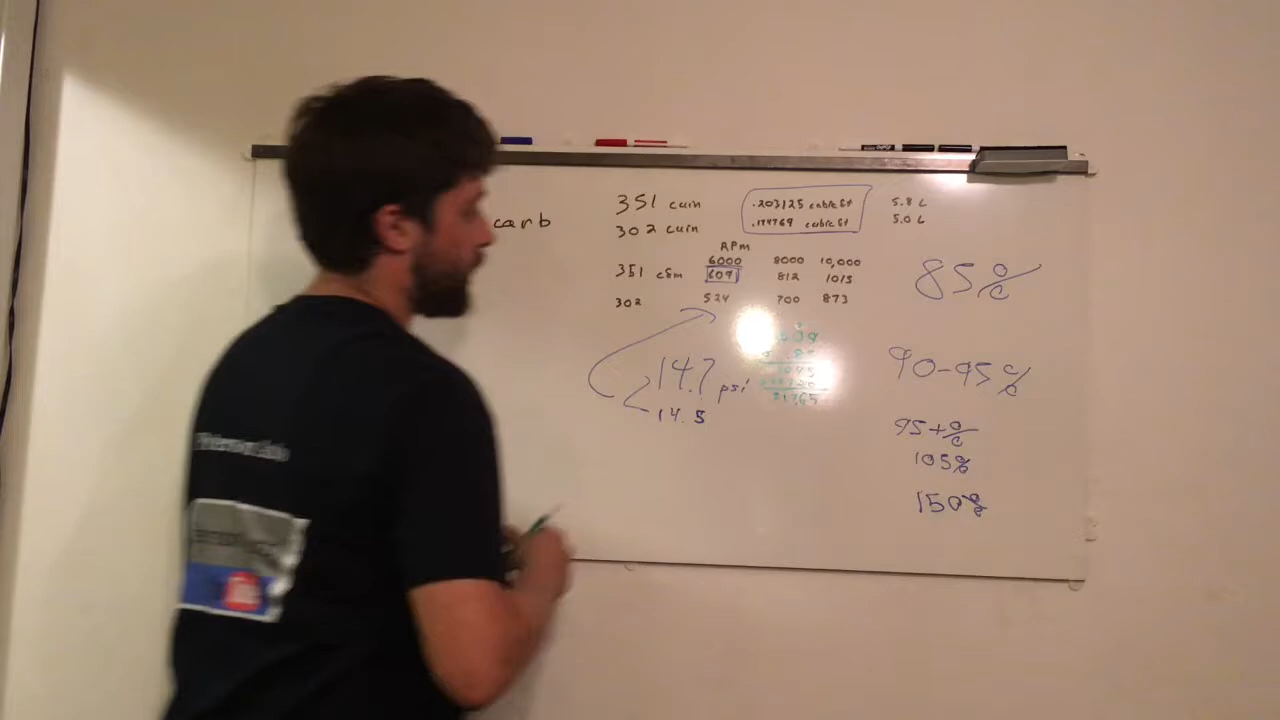 351 cuin
.203125 cubic ft
5.8 L
carb
302 cuin
cubic ft
5.0 L
RPM
6000 8000 10,000
351 cfm 609 812 1015
302 524 700 873
85%
14.7 psi
14.5
90-95%
95+%
105%
150%